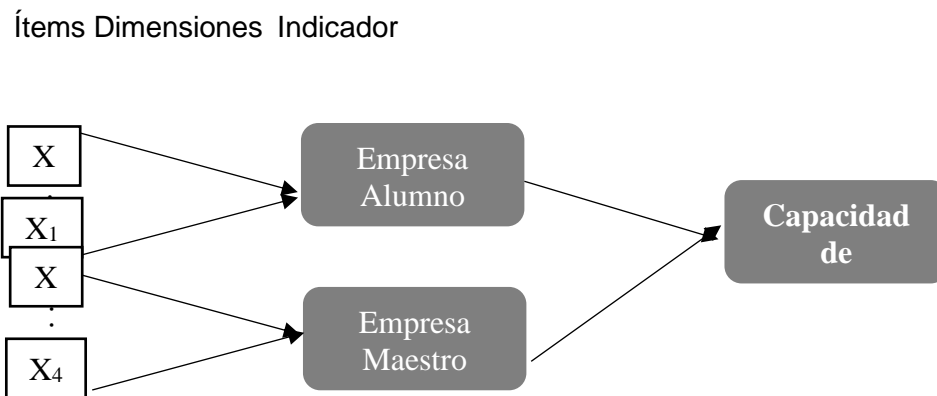 Ítems Dimensiones Indicador
X
.
X1
X
.
.
X4
Empresa
Alumno
Empresa
Maestro
Capacidad
de